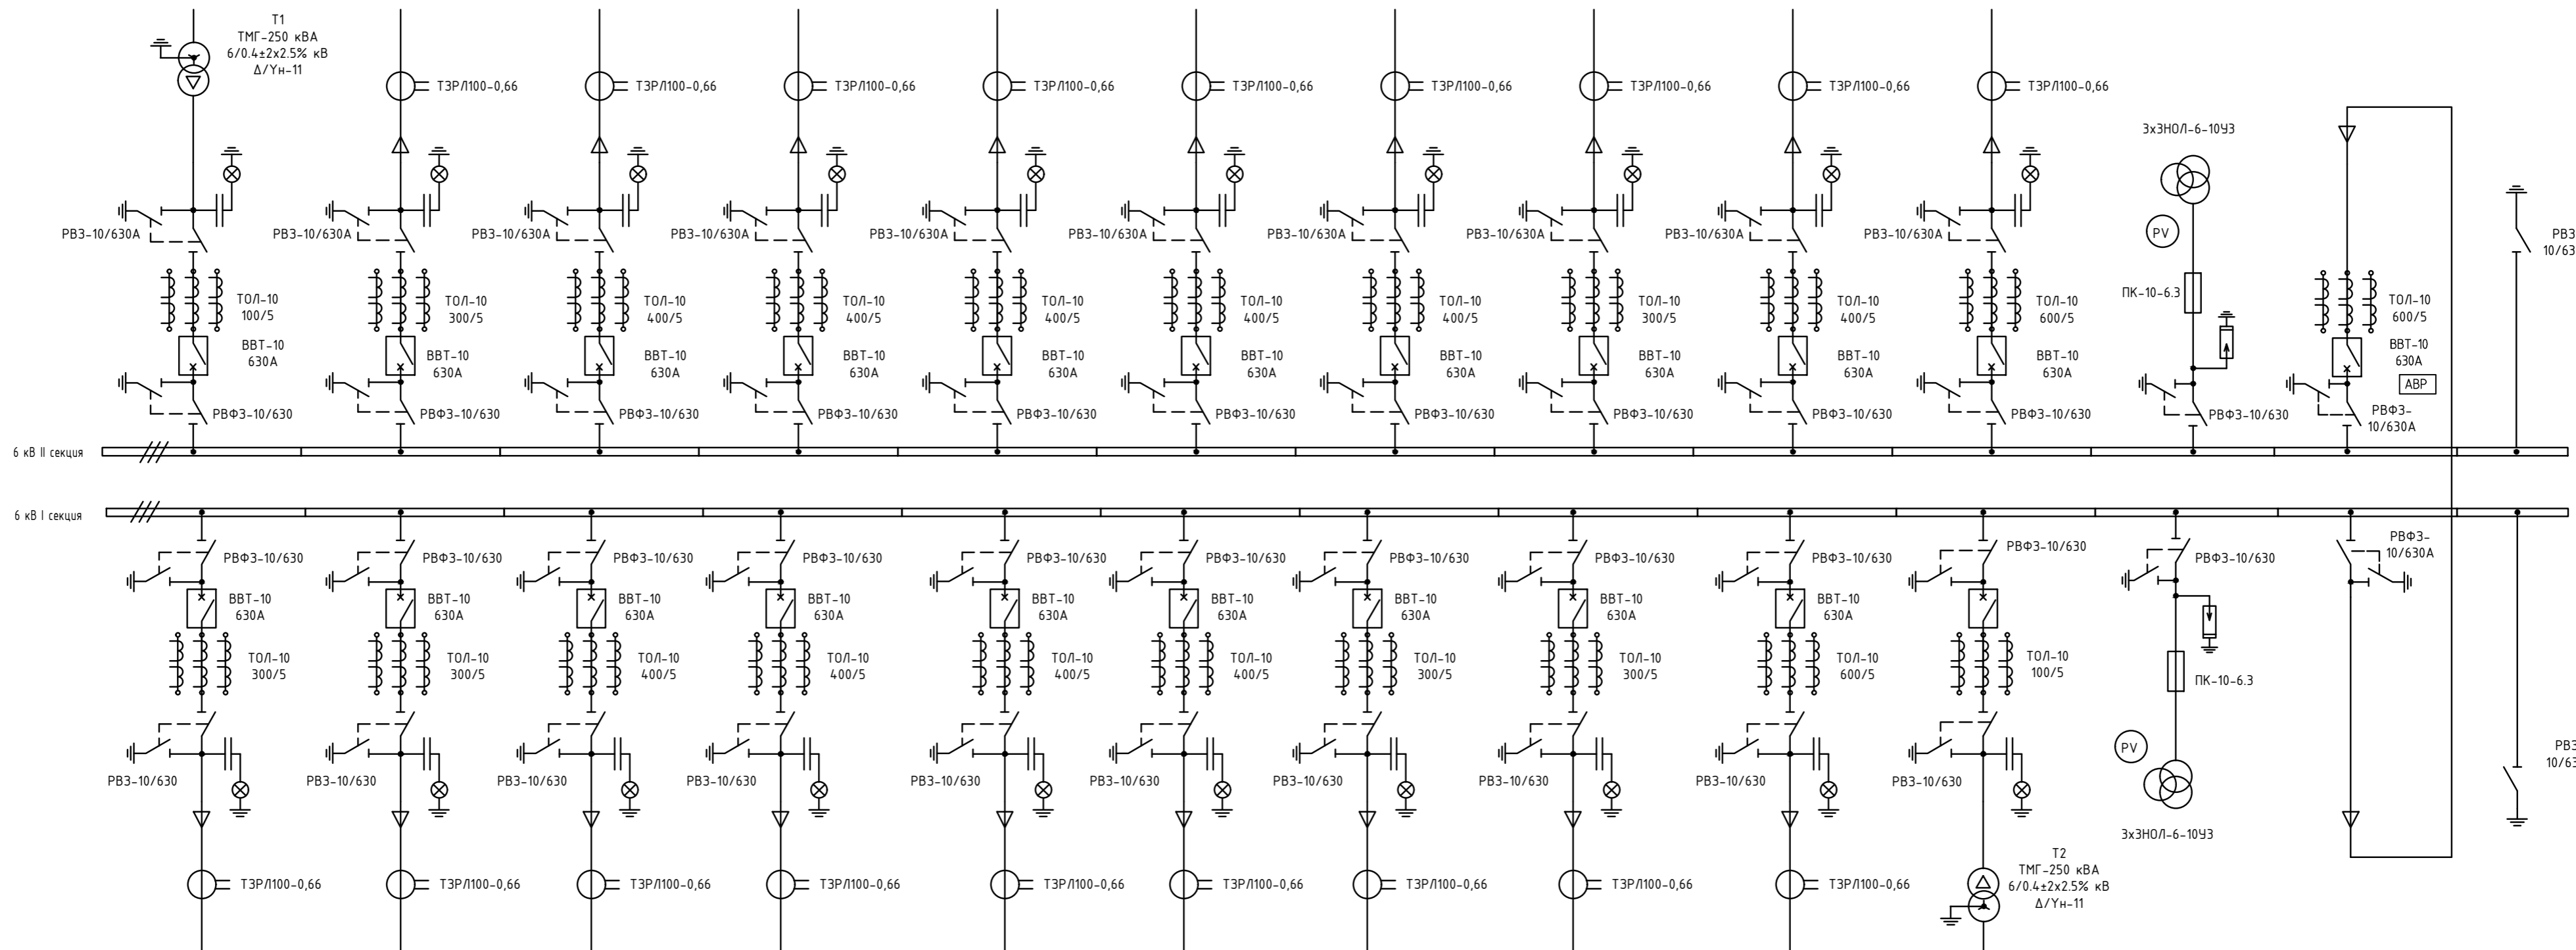 Т1
ТМГ-250 кВА
6/0.4±2х2.5% кВ
Δ/Yн-11
РВЗ-10/630А
ТОЛ-10
100/5
ВВТ-10
630А
РВФЗ-10/630
ТЗРЛ100-0,66
РВЗ-10/630А
ТОЛ-10
300/5
ВВТ-10
630А
РВФЗ-10/630
ТЗРЛ100-0,66
РВЗ-10/630А
ТОЛ-10
400/5
ВВТ-10
630А
РВФЗ-10/630
ТЗРЛ100-0,66
РВЗ-10/630А
ТОЛ-10
400/5
ВВТ-10
630А
РВФЗ-10/630
ТЗРЛ100-0,66
РВЗ-10/630А
ТОЛ-10
400/5
ВВТ-10
630А
РВФЗ-10/630
ТЗРЛ100-0,66
РВЗ-10/630А
ТОЛ-10
400/5
ВВТ-10
630А
РВФЗ-10/630
ТЗРЛ100-0,66
РВЗ-10/630А
ТОЛ-10
400/5
ВВТ-10
630А
РВФЗ-10/630
ТЗРЛ100-0,66
РВЗ-10/630А
ТОЛ-10
300/5
ВВТ-10
630А
РВФЗ-10/630
ТЗРЛ100-0,66
РВЗ-10/630А
ТОЛ-10
400/5
ВВТ-10
630А
РВФЗ-10/630
ТЗРЛ100-0,66
РВЗ-10/630А
ТОЛ-10
600/5
ВВТ-10
630А
РВФЗ-10/630
3хЗНОЛ-6-10У3
PV
ПК-10-6.3
РВФЗ-10/630
ТОЛ-10
600/5
ВВТ-10
630А
АВР
РВФЗ-
10/630А
РВЗ
10/63
6 кВ II секция
6 кВ I секция
РВФЗ-10/630
ВВТ-10
630А
ТОЛ-10
300/5
РВЗ-10/630
ТЗРЛ100-0,66
РВФЗ-10/630
ВВТ-10
630А
ТОЛ-10
300/5
РВЗ-10/630
ТЗРЛ100-0,66
РВФЗ-10/630
ВВТ-10
630А
ТОЛ-10
400/5
РВЗ-10/630
ТЗРЛ100-0,66
РВФЗ-10/630
ВВТ-10
630А
ТОЛ-10
400/5
РВЗ-10/630
ТЗРЛ100-0,66
РВФЗ-10/630
ВВТ-10
630А
ТОЛ-10
400/5
РВЗ-10/630
ТЗРЛ100-0,66
РВФЗ-10/630
ВВТ-10
630А
ТОЛ-10
400/5
РВЗ-10/630
ТЗРЛ100-0,66
РВФЗ-10/630
ВВТ-10
630А
ТОЛ-10
300/5
РВЗ-10/630
ТЗРЛ100-0,66
РВФЗ-10/630
ВВТ-10
630А
ТОЛ-10
300/5
РВЗ-10/630
ТЗРЛ100-0,66
РВФЗ-10/630
ВВТ-10
630А
ТОЛ-10
600/5
РВЗ-10/630
ТЗРЛ100-0,66
РВФЗ-10/630
ТОЛ-10
100/5
РВЗ-10/630
Т2
ТМГ-250 кВА
6/0.4±2х2.5% кВ
Δ/Yн-11
РВФЗ-10/630
ПК-10-6.3
PV
3хЗНОЛ-6-10У3
РВФЗ-
10/630А
РВЗ
10/63